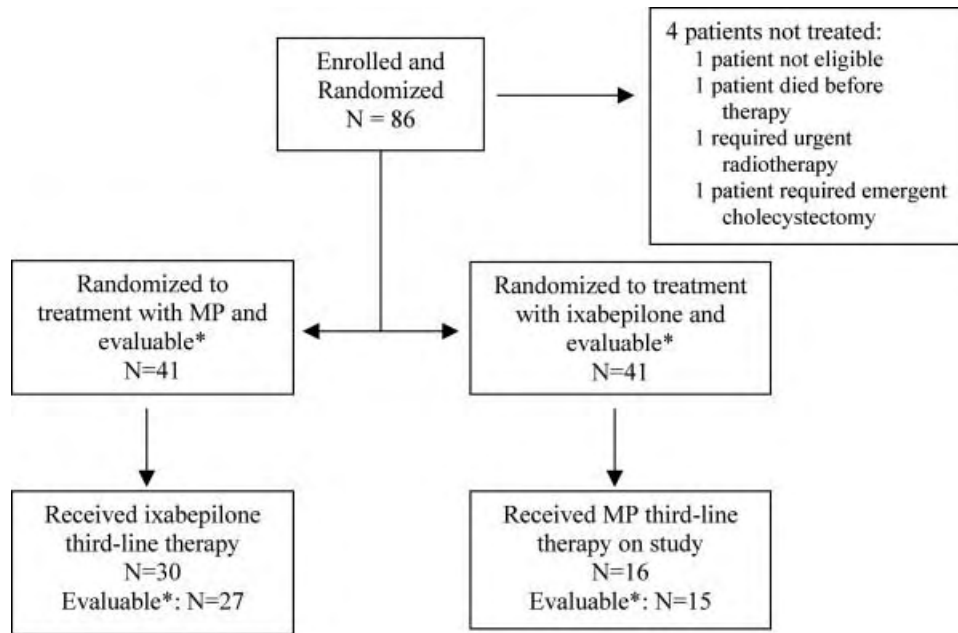 Enrolled and
Randomized
N = 86
4 patients not treated:
1 patient not eligible
1 patient died before
therapy
1 required urgent
radiotherapy
1 patient required emergent
cholecystectomy
Randomized to
treatment with MP and
evaluable*
N=41
Randomized to treatment
with ixabepilone and
evaluable*
N=41
Received ixabepilone
third-line therapy
N=30
Evaluable*: N=27
Received MP third-line
therapy on study
N=16
Evaluable*: N=15